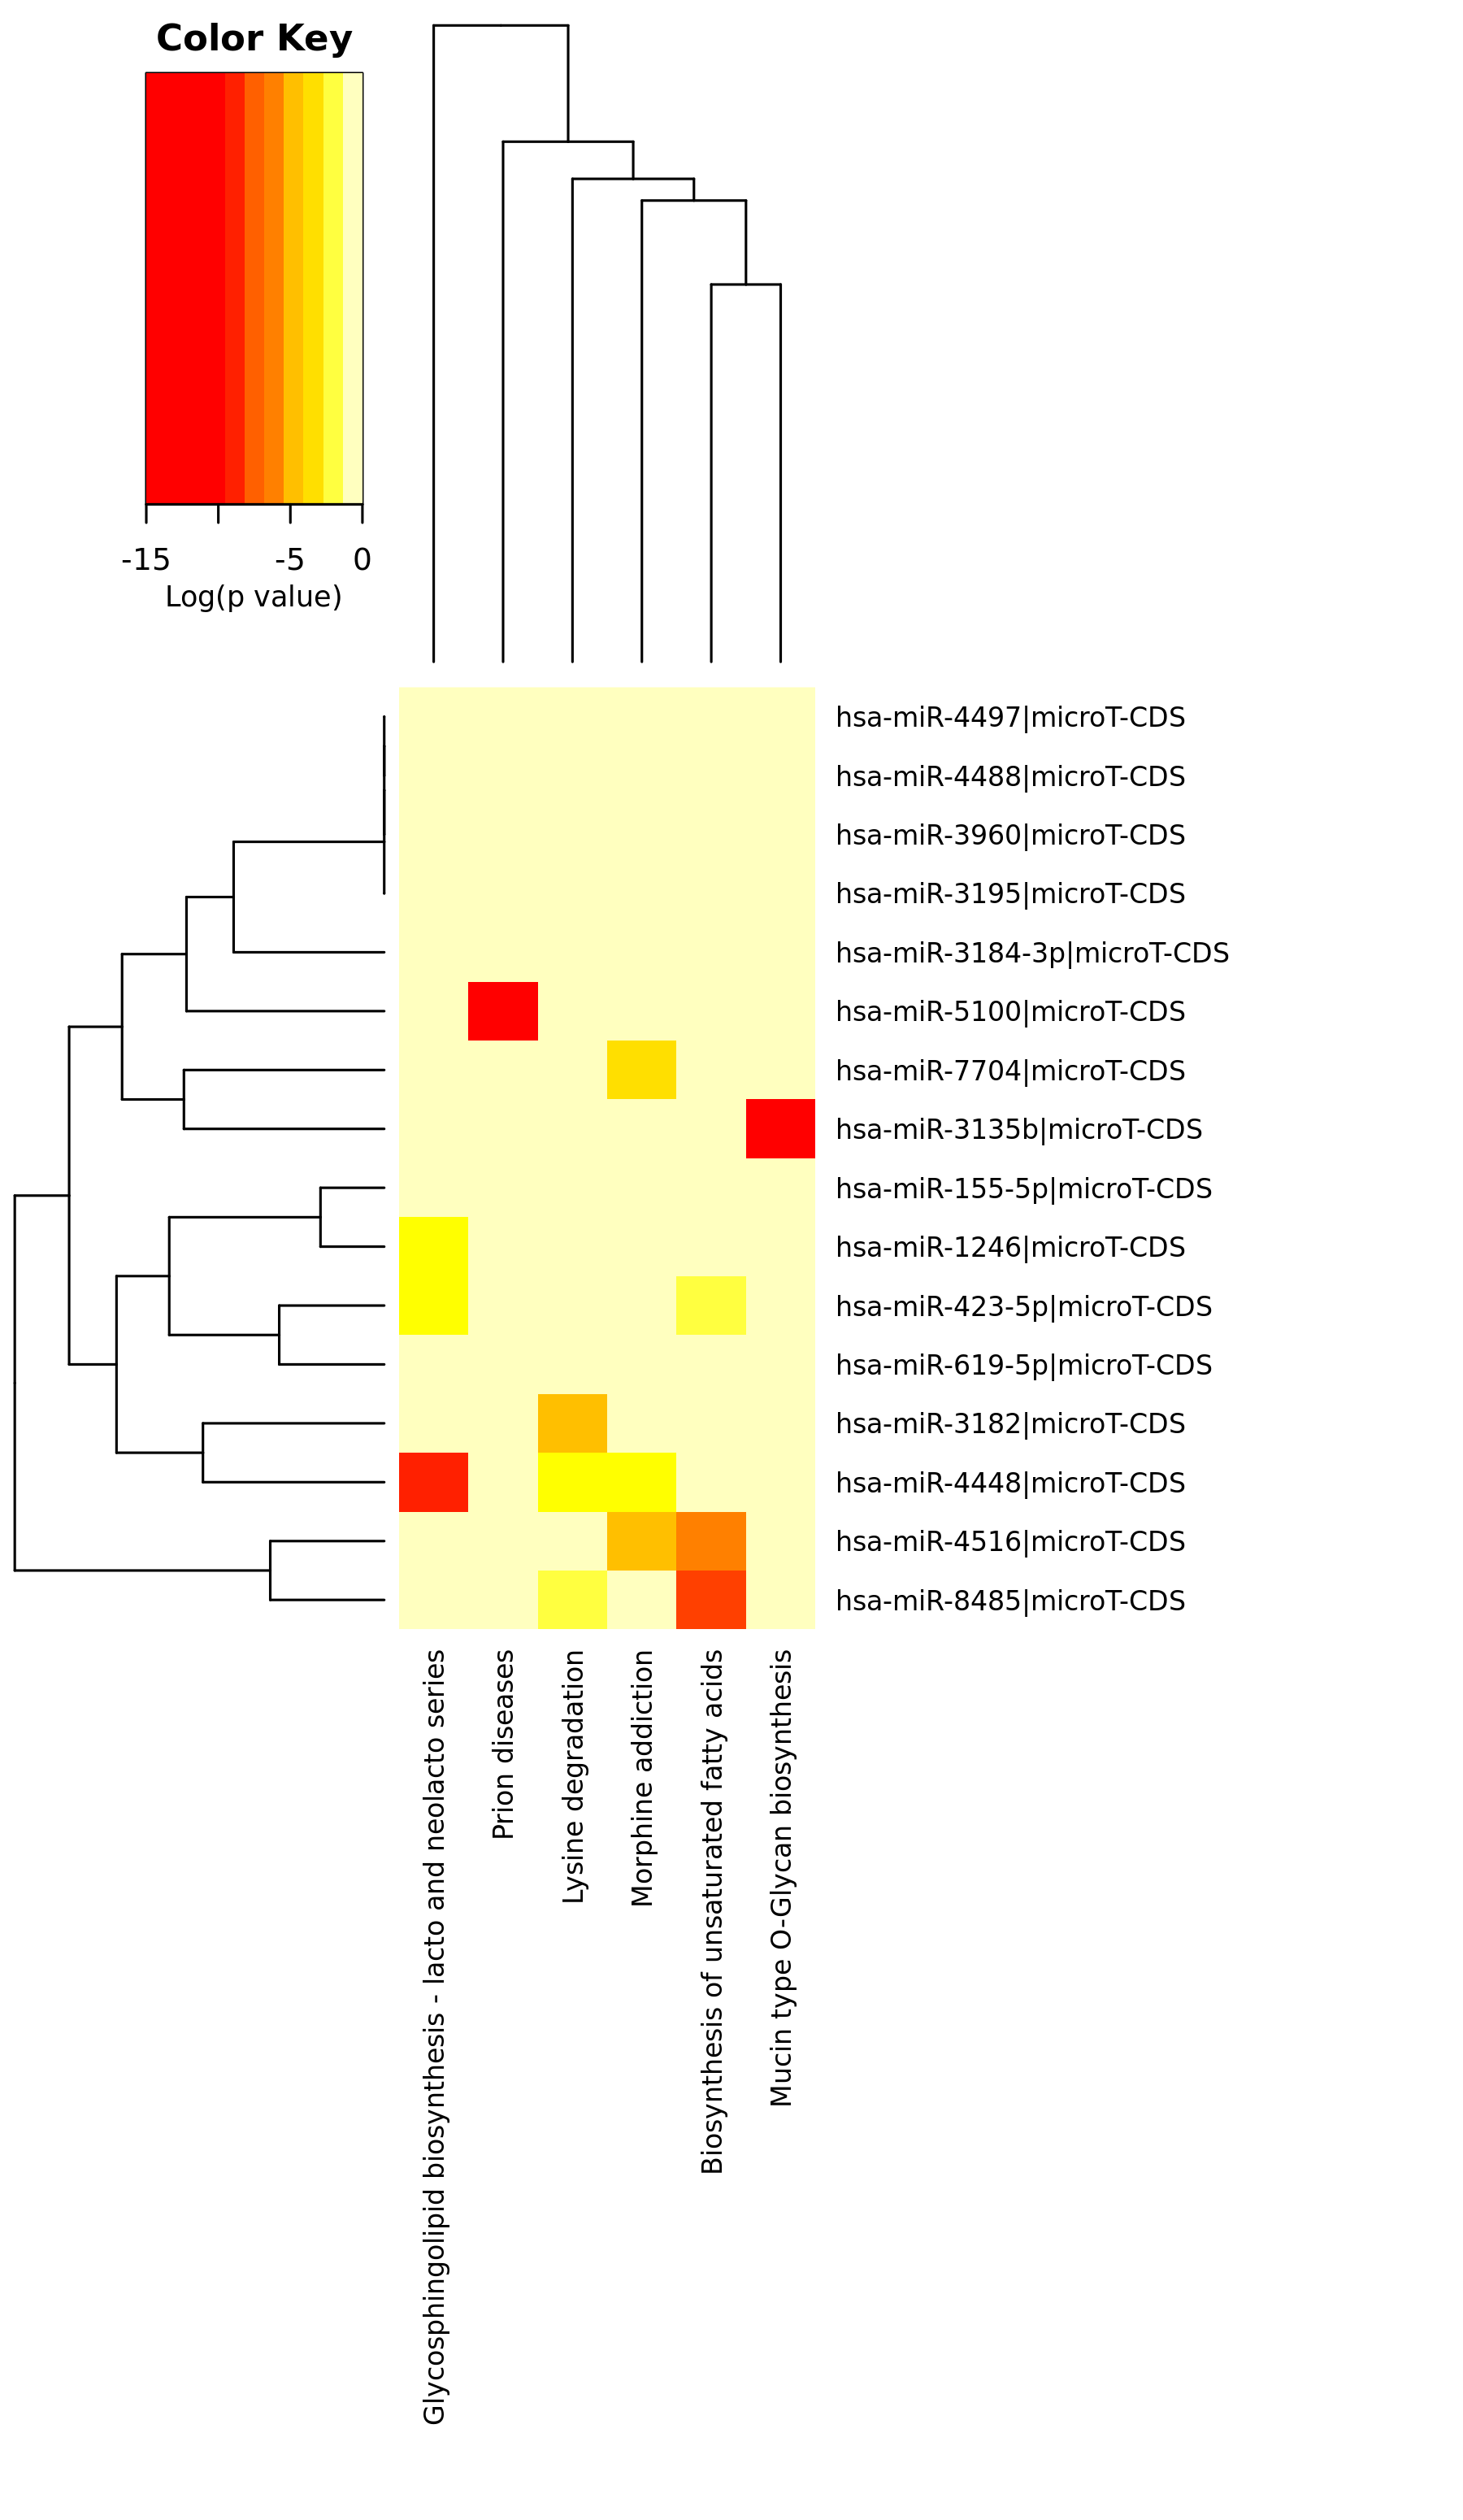 Color Key
-15 -5 0
Log(p value)
hsa-miR-4497|microT-CDS
hsa-miR-4488|microT-CDS
hsa-miR-3960|microT-CDS
hsa-miR-3195|microT-CDS
hsa-miR-3184-3p|microT-CDS
hsa-miR-5100|microT-CDS
hsa-miR-7704|microT-CDS
hsa-miR-3135b|microT-CDS
hsa-miR-155-5p|microT-CDS
hsa-miR-1246|microT-CDS
hsa-miR-423-5p|microT-CDS
hsa-miR-619-5p|microT-CDS
hsa-miR-3182|microT-CDS
hsa-miR-4448|microT-CDS
hsa-miR-4516|microT-CDS
hsa-miR-8485|microT-CDS
Glycosphingolipid biosynthesis - lacto and neolacto series
Prion diseases
Lysine degradation
Morphine addiction
Biosynthesis of unsaturated fatty acids
Mucin type O-Glycan biosynthesis